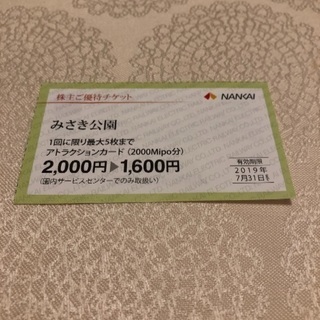 株主ご優待チケット
NANKAI
みさき公園
1回に限り最大5枚まで
アトラクションカード（2000Mipo分）
2,000円▶1,600円
（園内サービスセンターでのみ取扱い）
有効期限
2019年
7月31日